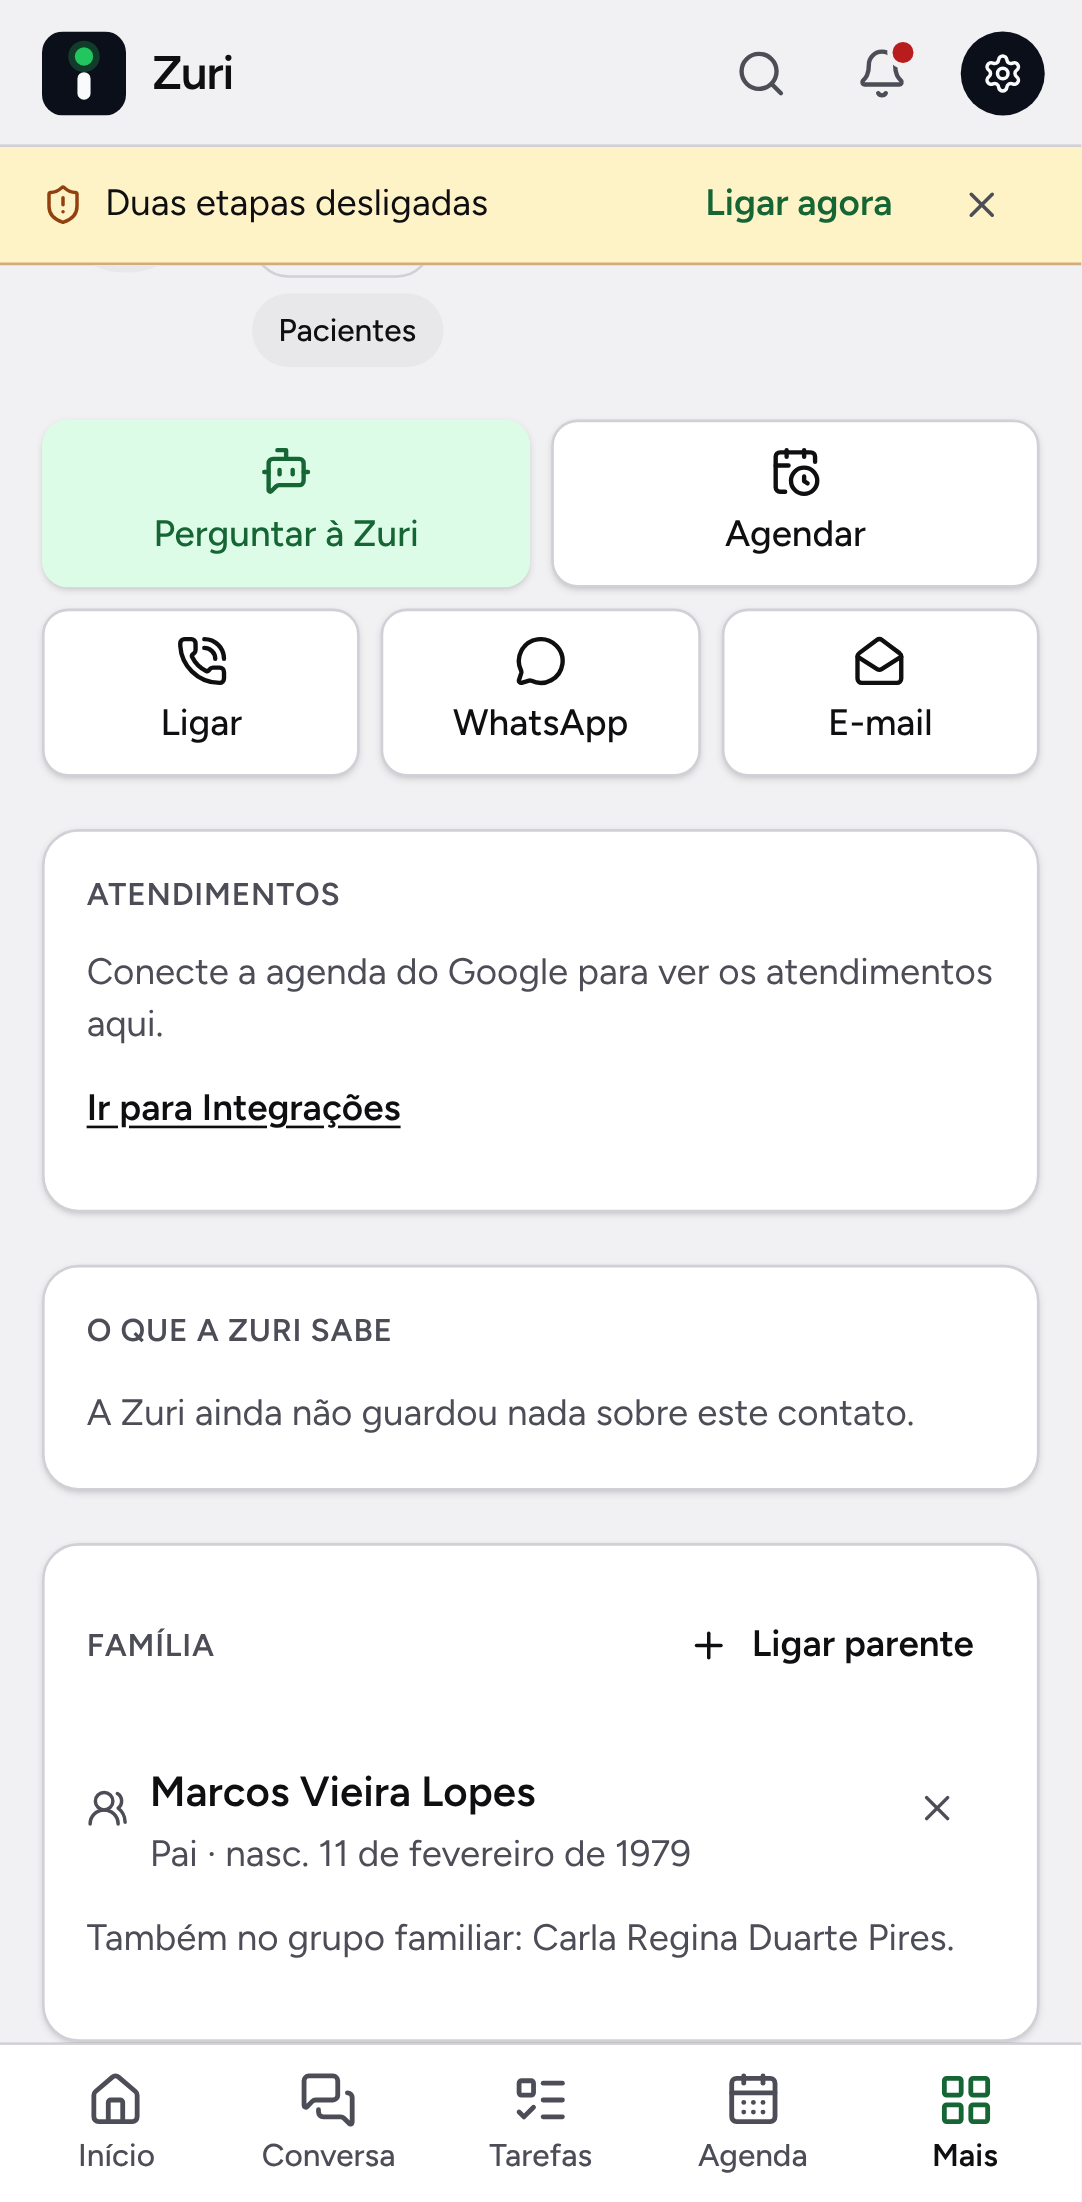 Zuri
Duas etapas desligadas
Ligar agora
Pacientes
Perguntar à Zuri
Agendar
Ligar
WhatsApp
E-mail
ATENDIMENTOS
Conecte a agenda do Google para ver os atendimentos
aqui.
Ir para Integrações
O QUE A ZURI SABE
A Zuri ainda não guardou nada sobre este contato.
FAMÍLIA
Ligar parente
Marcos Vieira Lopes
Pai · nasc. 11 de fevereiro de 1979
Também no grupo familiar: Carla Regina Duarte Pires.
Início
Conversa
Tarefas
Agenda
Mais